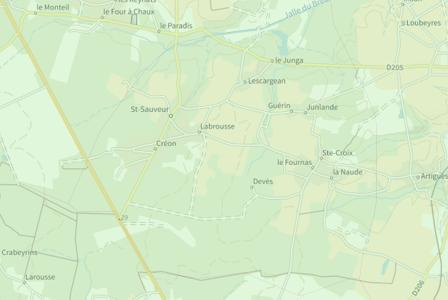 le Monteil
le Four à Chaux
le Paradis
Loubeyres
le Junga
D205
Lescargean
St-Sauveur
Guérin
Junlande
Labrousse
Créon
Ste-Croix
le Fournas
la Naude
Artigues
Devès
Crabeyrins
Larousse
D206